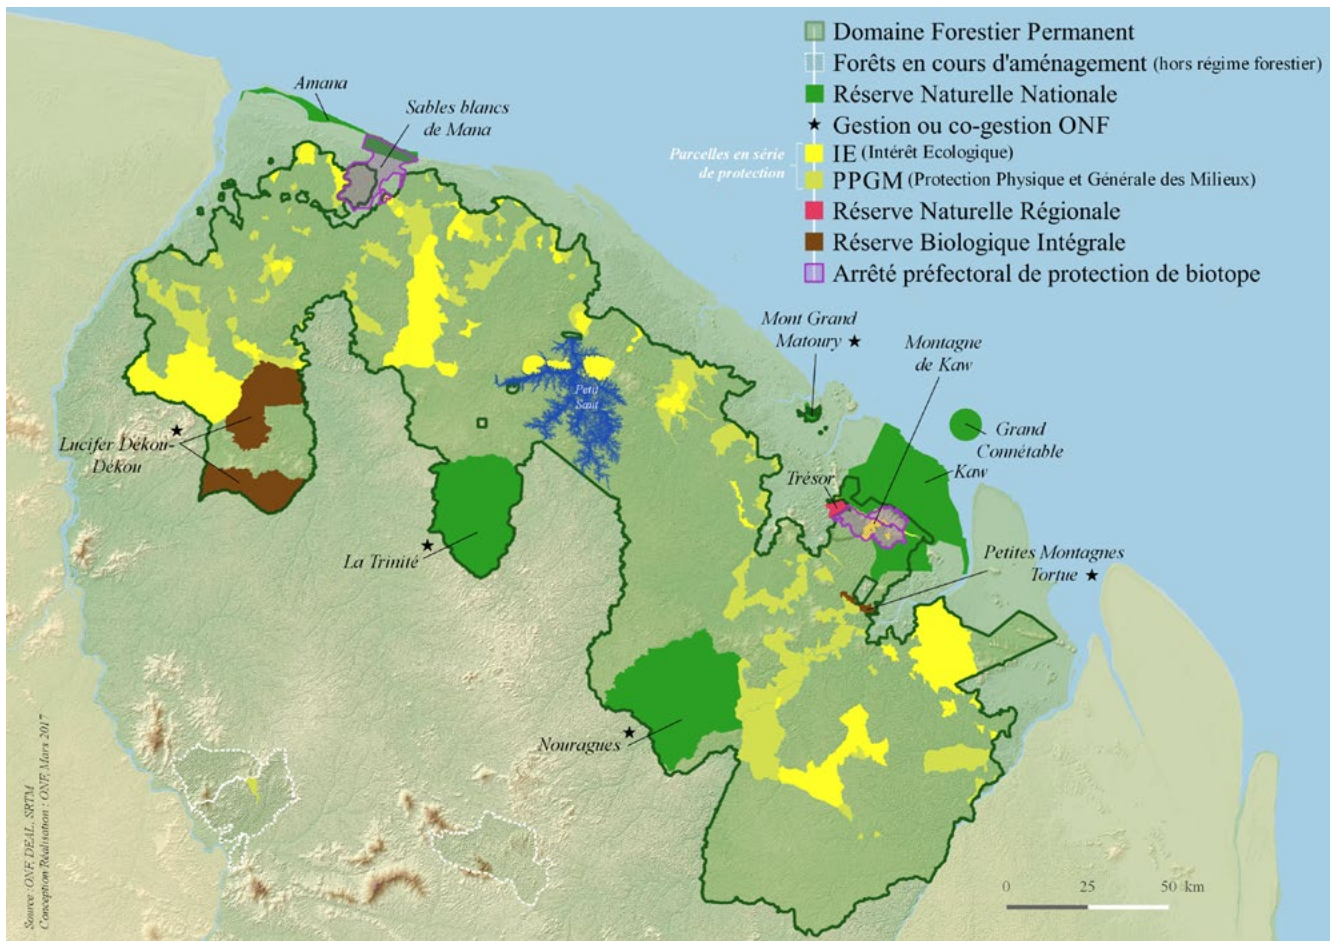 Domaine Forestier Permanent
Forêts en cours d'aménagement (hors régime forestier)
Réserve Naturelle Nationale
★ Gestion ou co-gestion ONF
Parcelles en série
de protection
IE (Intérêt Ecologique)
PPGM (Protection Physique et Générale des Milieux)
Réserve Naturelle Régionale
Réserve Biologique Intégrale
Arrêté préfectoral de protection de biotope
Amana
Sables blancs
de Mana
Mont Grand
Matoury ★
Montagne
de Kaw
Petit
Saut
Lucifer Dékou-
Dékou
Grand
Connétable
Kaw
Trésor
La Trinité
Petites Montagnes
Tortue ★
Nouragues
Source : ONF, DEAL, SRTM
Conception Réalisation : ONF, Mars 2017
0 25 50 km